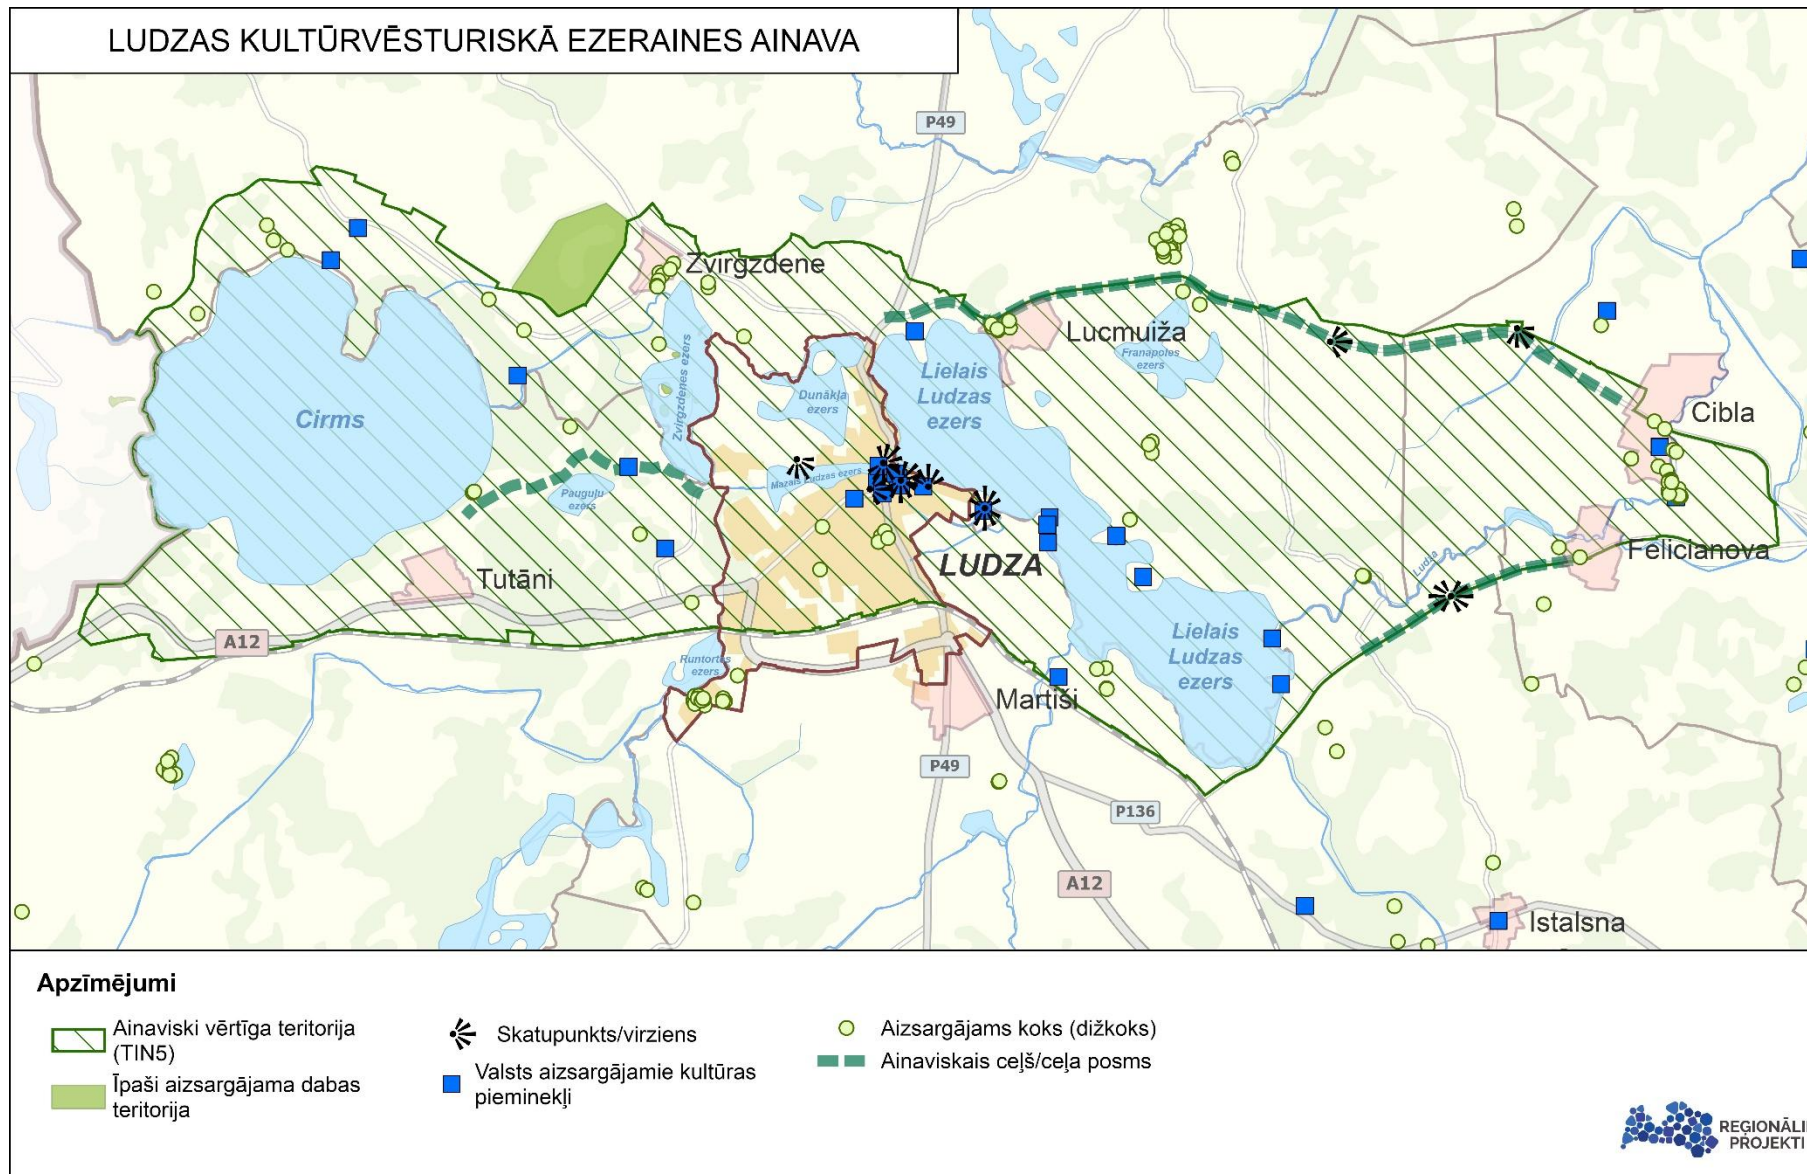 LUDZAS KULTŪRVĒSTURISKĀ EZERAINES AINAVA
P49
Zvirgzdene
Lucmuiža
Franapoles
ezers
Zvirgzdenes ezers
Dunākļa
ezers
Lielais
Ludzas
ezers
Cirms
Cibla
Mazais Ludzas ezers
Pauguļu
ezers
LUDZA
Felicianova
Ludza
Tutāni
A12
Runtortas
ezers
Lielais
Ludzas
ezers
Martiši
P49
P136
A12
Istalsna
Apzīmējumi
Ainaviski vērtīga teritorija
(TIN5)
Īpaši aizsargājama dabas
teritorija
Skatupunkts/virziens
Valsts aizsargājamie kultūras
pieminekļi
Aizsargājams koks (dižkoks)
Ainaviskais ceļš/ceļa posms
REĢIONĀLIE
PROJEKTI